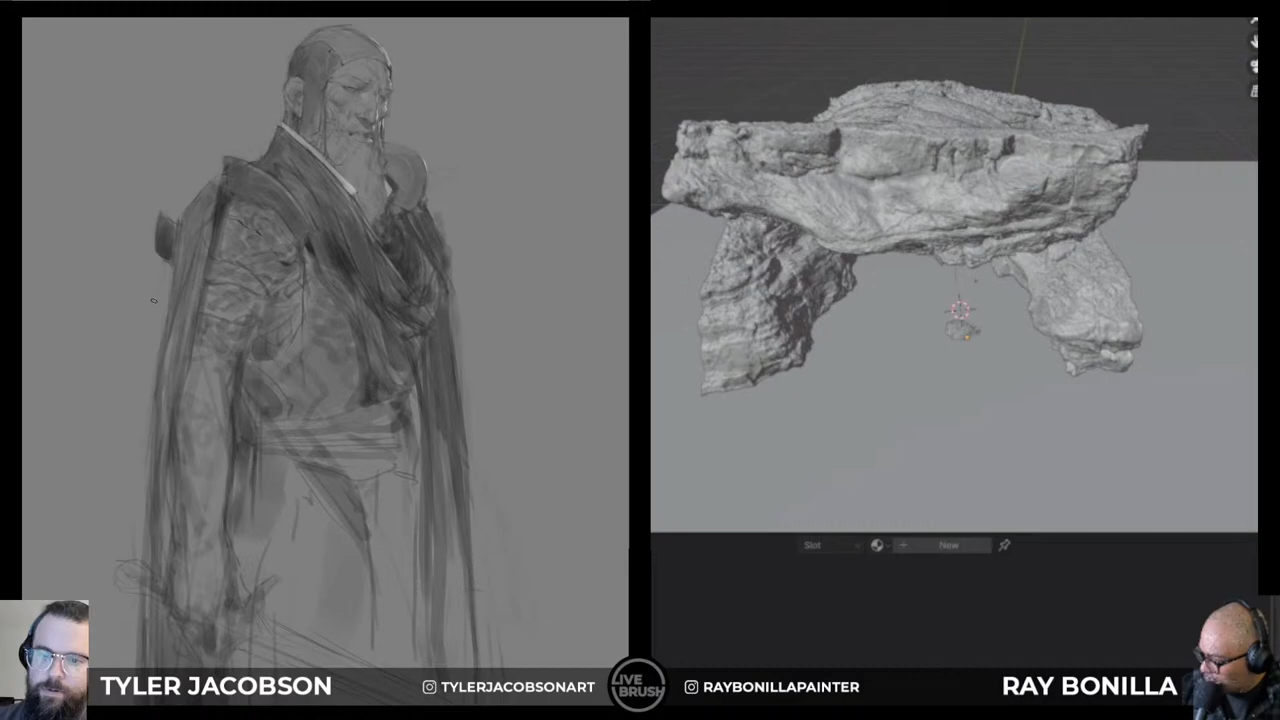 Slot
New
TYLER JACOBSON
TYLERJACOBSONART
LIVE
BRUSH
RAYBONILLAPAINTER
RAY BONILLA